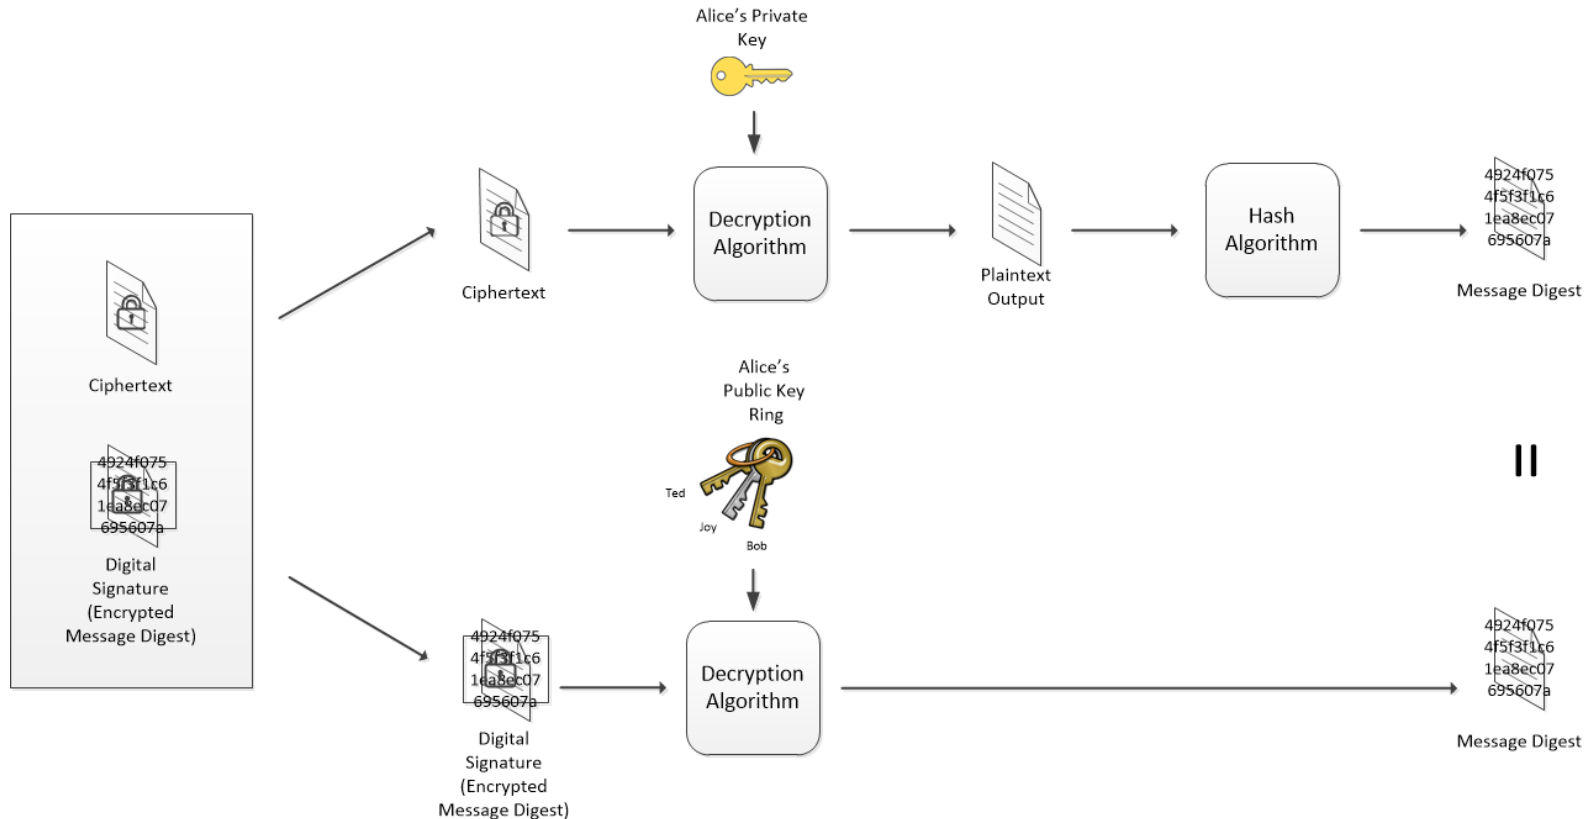 Alice's Private
Key
Decryption
Algorithm
Hash
Algorithm
4924f075
4f5f3f1c6
1ea8ec07
695607a
Ciphertext
Plaintext
Output
Message Digest
Ciphertext
4924f075
4f5f3f1c6
1ea8ec07
695607a
Digital
Signature
(Encrypted
Message Digest)
Alice's
Public Key
Ring
Ted
Joy
Bob
=
4924f075
4f5f3f1c6
1ea8ec07
695607a
Digital
Signature
(Encrypted
Message Digest)
Decryption
Algorithm
4924f075
4f5f3f1c6
1ea8ec07
695607a
Message Digest